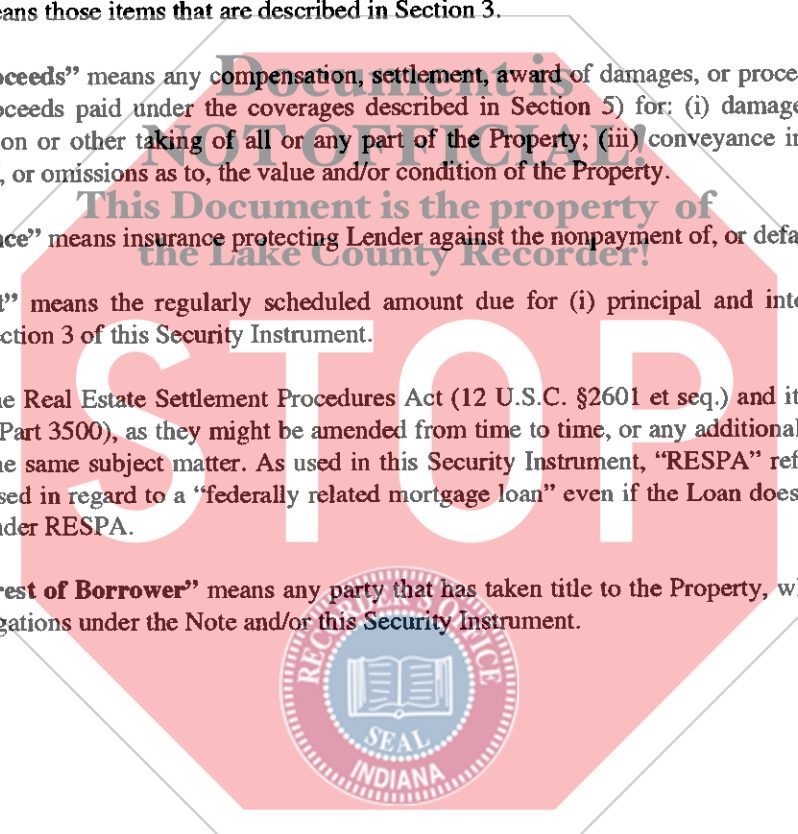 eans those items that are described in Section 3.
Document is
oceeds” means any compensation, settlement, award of damages, or proce
oceeds paid under the coverages described in Section 5) for: (i) damage
NOT OFFICIAL!
on or other taking of all or any part of the Property; (iii) conveyance in
, or omissions as to, the value and/or condition of the Property.
This Document is the property of
nce” means insurance protecting Lender against the nonpayment of, or defa
the Lake County Recorder!
t” means the regularly scheduled amount due for (i) principal and inte
ction 3 of this Security Instrument.
STOP
ne Real Estate Settlement Procedures Act (12 U.S.C. §2601 et seq.) and it
Part 3500), as they might be amended from time to time, or any additional
ne same subject matter. As used in this Security Instrument, “RESPA” ref
sed in regard to a “federally related mortgage loan” even if the Loan does
nder RESPA.
rest of Borrower” means any party that has taken title to the Property, w
gations under the Note and/or this Security Instrument.
RECORDER'S OFFICE
SEAL
INDIANA